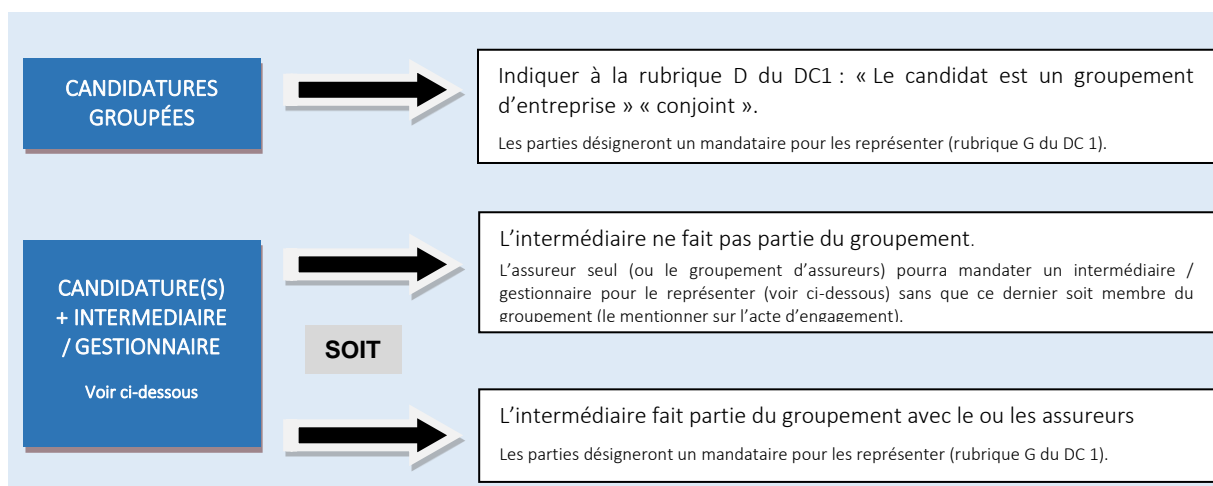 CANDIDATURES
GROUPÉES
Indiquer à la rubrique D du DC1 : « Le candidat est un groupement
d’entreprise » « conjoint ».
Les parties désigneront un mandataire pour les représenter (rubrique G du DC 1).
CANDIDATURE(S)
+ INTERMEDIAIRE
/ GESTIONNAIRE
Voir ci-dessous
L’intermédiaire ne fait pas partie du groupement.
L’assureur seul (ou le groupement d’assureurs) pourra mandater un intermédiaire /
gestionnaire pour le représenter (voir ci-dessous) sans que ce dernier soit membre du
groupement (le mentionner sur l’acte d’engagement).
SOIT
L’intermédiaire fait partie du groupement avec le ou les assureurs
Les parties désigneront un mandataire pour les représenter (rubrique G du DC 1).